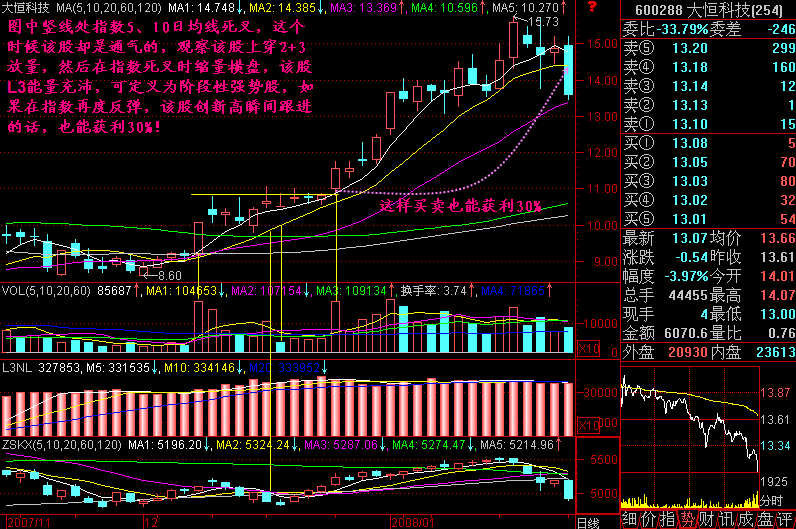 大恒科技 MA(5,10,20,60,120) MA1: 14.748↓, MA2: 14.385↓, MA3: 13.369↑, MA4: 10.596↑, MA5: 10.270↑
15.73
图中竖线处指数5、10日均线死叉，这个
时候该股却是通气的，观察该股上穿2+3
放量，然后在指数死叉时缩量横盘，该股
L3能量充沛，可定义为阶段性强势股，如
果在指数再度反弹，该股创新高瞬间跟进
的话，也能获利30%！
15.00
14.00
13.00
12.00
11.00
10.00
9.00
这样买卖也能获利30%
8.60
VOL(5,10,20,60) 85687↑, MA1: 104653↓, MA2: 107154↓, MA3: 109134↑, 换手率: 3.74↑, MA4: 71865↑
10000
X10
L3NL 327853, M5: 331535↓, M10: 334146↓, M20: 333952↓
30000
X10
ZSKX(5,10,20,60,120) MA1: 5196.20↓, MA2: 5324.24↓, MA3: 5287.06↓, MA4: 5274.47↓, MA5: 5214.96↑
5500
5000
2007/11 12 2008/01 日线
?
600288 大恒科技(254)
委比 -33.79% 委差 -246
卖⑤ 13.20 299
卖④ 13.18 160
卖③ 13.14 12
卖② 13.13 1
卖① 13.10 15
买① 13.08 5
买② 13.05 70
买③ 13.03 80
买④ 13.02 32
买⑤ 13.01 54
最新 13.07 均价 13.66
涨跌 -0.54 昨收 13.61
幅度 -3.97% 今开 14.01
总手 44455 最高 14.07
现手 4 最低 13.00
金额 6070.6 量比 0.76
外盘 20930 内盘 23613
13.87
13.61
13.34
1925
分时
细价指势财讯成盘评